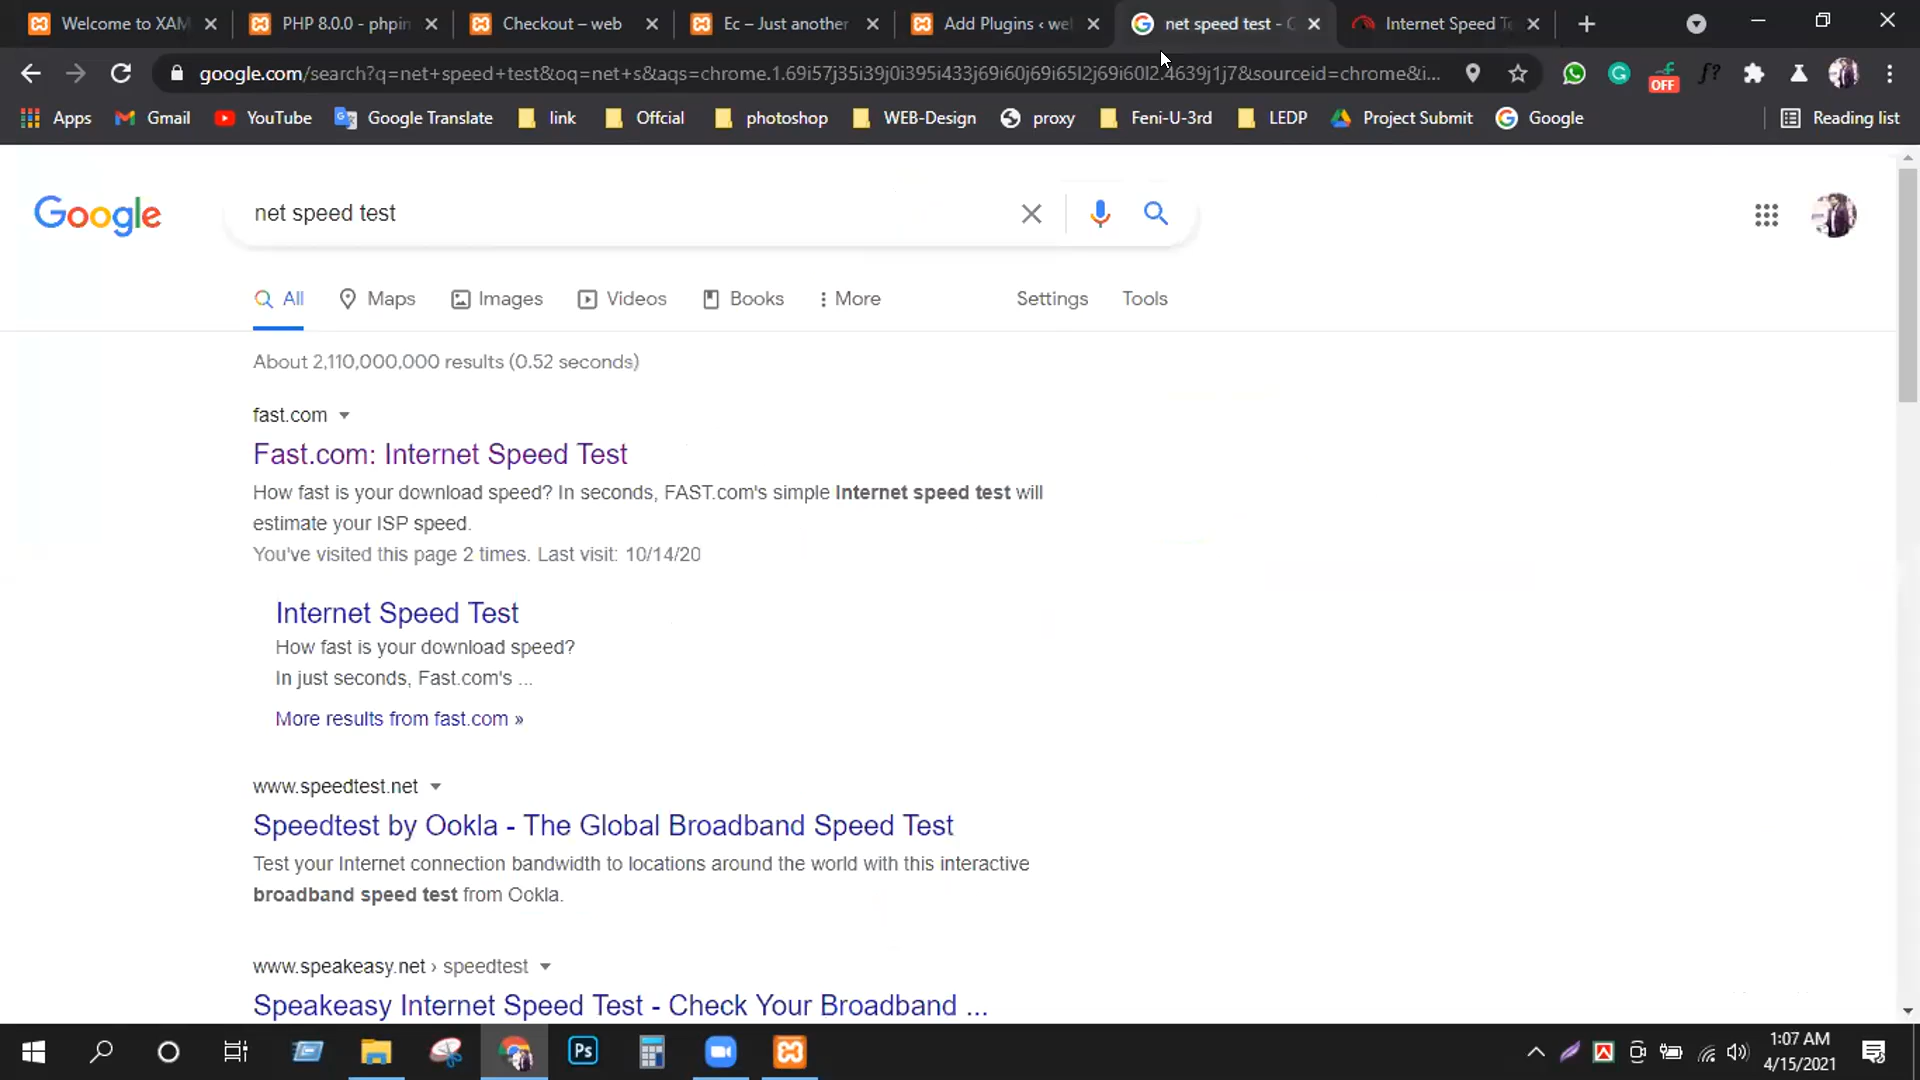 Welcome to XAM
PHP 8.0.0 - phpin
Checkout – web
Ec – Just another
Add Plugins ‹ we
net speed test -
Internet Speed Te
google.com/search?q=net+speed+test&oq=net+s&aqs=chrome.1.69i57j35i39j0i395i433j69i60j69i65l2j69i60l2.4639j1j7&sourceid=chrome&i...
OFF
f?
Apps
Gmail
YouTube
Google Translate
link
Offcial
photoshop
WEB-Design
proxy
Feni-U-3rd
LEDP
Project Submit
Google
Reading list
Google
net speed test
All
Maps
Images
Videos
Books
More
Settings
Tools
About 2,110,000,000 results (0.52 seconds)
fast.com
Fast.com: Internet Speed Test
How fast is your download speed? In seconds, FAST.com's simple Internet speed test will
estimate your ISP speed.
You've visited this page 2 times. Last visit: 10/14/20
Internet Speed Test
How fast is your download speed?
In just seconds, Fast.com's ...
More results from fast.com »
www.speedtest.net
Speedtest by Ookla - The Global Broadband Speed Test
Test your Internet connection bandwidth to locations around the world with this interactive
broadband speed test from Ookla.
www.speakeasy.net › speedtest
Speakeasy Internet Speed Test - Check Your Broadband ...
Ps
1:07 AM
4/15/2021